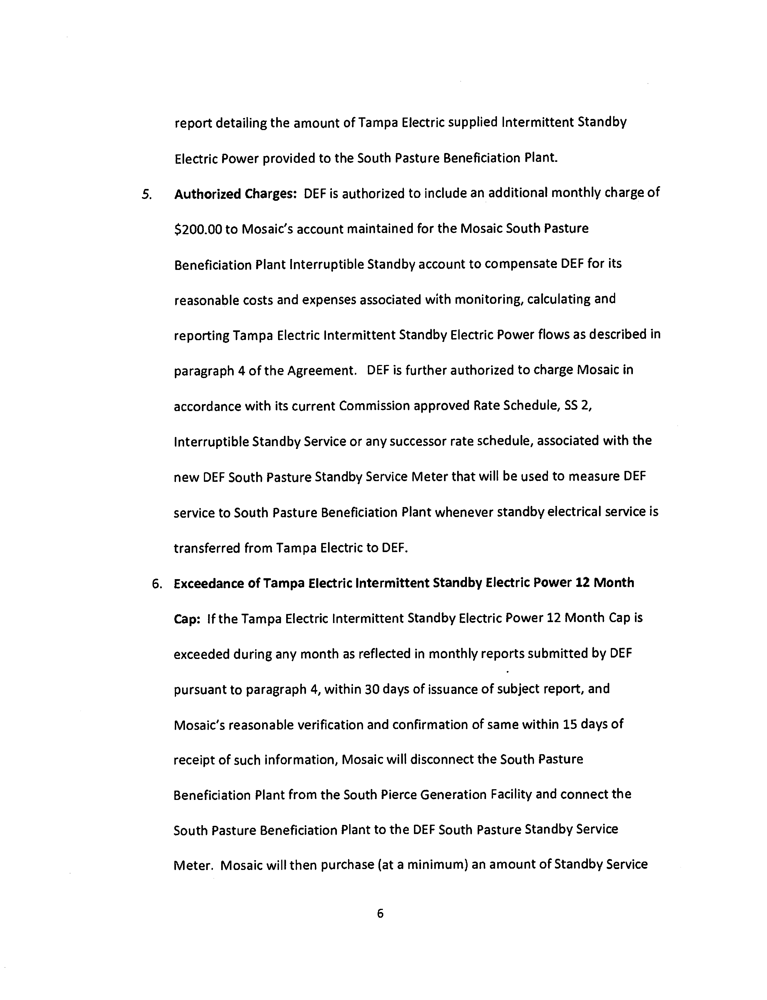 report detailing the amount of Tampa Electric supplied Intermittent Standby
Electric Power provided to the South Pasture Beneficiation Plant.
5. Authorized Charges: DEF is authorized to include an additional monthly charge of
$200.00 to Mosaic's account maintained for the Mosaic South Pasture
Beneficiation Plant Interruptible Standby account to compensate DEF for its
reasonable costs and expenses associated with monitoring, calculating and
reporting Tampa Electric Intermittent Standby Electric Power flows as described in
paragraph 4 of the Agreement. DEF is further authorized to charge Mosaic in
accordance with its current Commission approved Rate Schedule, SS 2,
Interruptible Standby Service or any successor rate schedule, associated with the
new DEF South Pasture Standby Service Meter that will be used to measure DEF
service to South Pasture Beneficiation Plant whenever standby electrical service is
transferred from Tampa Electric to DEF.
6. Exceedance of Tampa Electric Intermittent Standby Electric Power 12 Month
Cap: If the Tampa Electric Intermittent Standby Electric Power 12 Month Cap is
exceeded during any month as reflected in monthly reports submitted by DEF
pursuant to paragraph 4, within 30 days of issuance of subject report, and
Mosaic's reasonable verification and confirmation of same within 15 days of
receipt of such information, Mosaic will disconnect the South Pasture
Beneficiation Plant from the South Pierce Generation Facility and connect the
South Pasture Beneficiation Plant to the DEF South Pasture Standby Service
Meter. Mosaic will then purchase (at a minimum) an amount of Standby Service
6